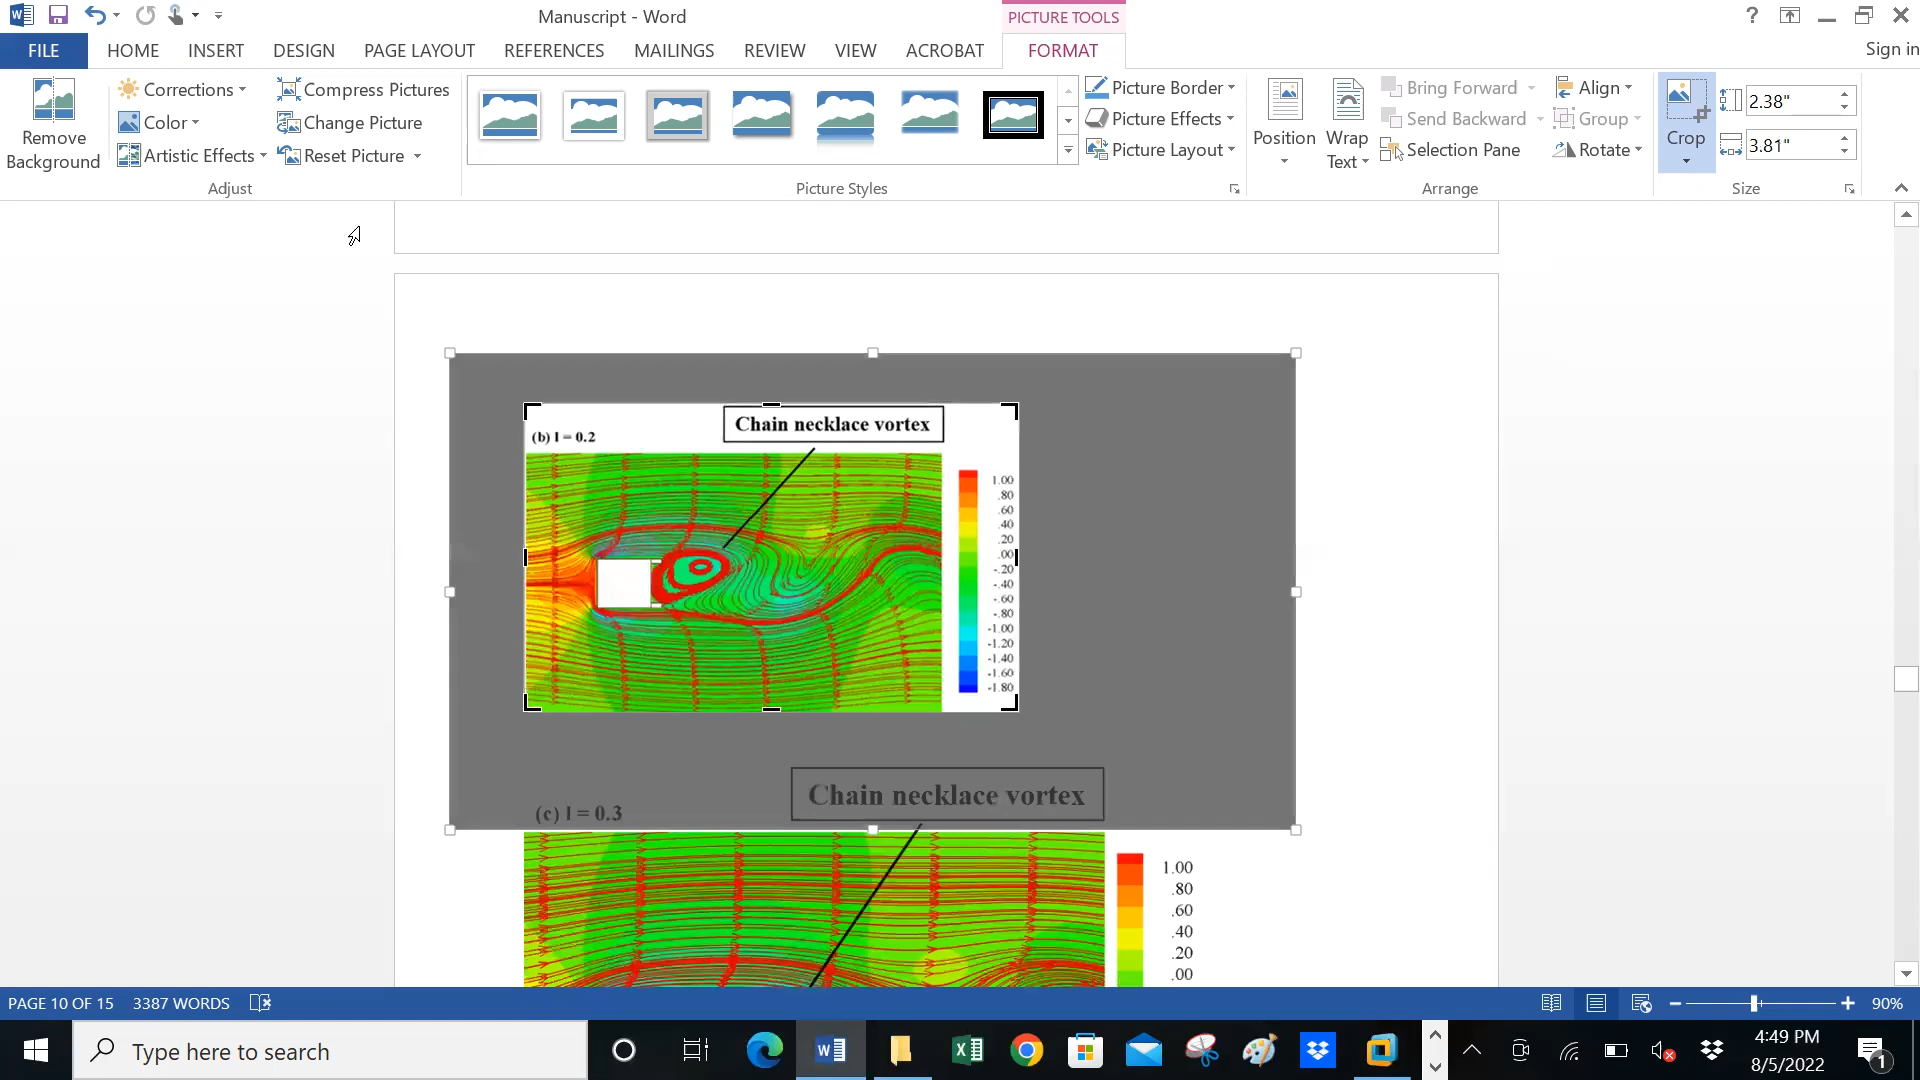 Manuscript - Word
PICTURE TOOLS
?
FILE HOME INSERT DESIGN PAGE LAYOUT REFERENCES MAILINGS REVIEW VIEW ACROBAT FORMAT Sign in
Remove Background
Corrections
Color
Artistic Effects
Compress Pictures
Change Picture
Reset Picture
Adjust
Picture Styles
Picture Border
Picture Effects
Picture Layout
Position
Wrap Text
Bring Forward
Send Backward
Selection Pane
Align
Group
Rotate
Arrange
Crop
2.38"
3.81"
Size
Chain necklace vortex
(b) l = 0.2
1.00
.80
.60
.40
.20
.00
-.20
-.40
-.60
-.80
-1.00
-1.20
-1.40
-1.60
-1.80
Chain necklace vortex
(c) l = 0.3
1.00
.80
.60
.40
.20
.00
PAGE 10 OF 15 3387 WORDS 90%
Type here to search
4:49 PM
8/5/2022
1